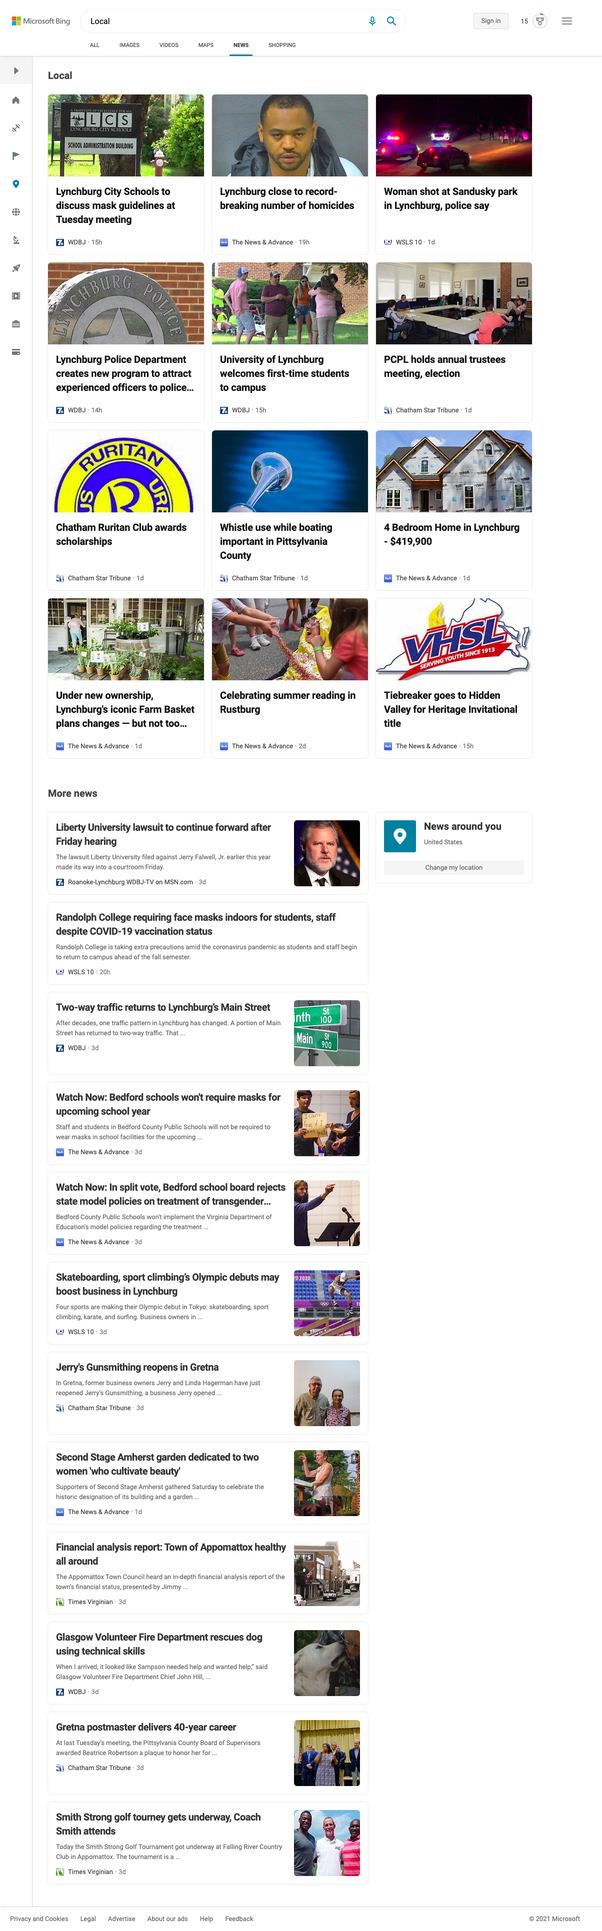 Microsoft Bing
Local
Sign in
15
ALL
IMAGES
VIDEOS
MAPS
NEWS
SHOPPING
Local
LCS
LYNCHBURG CITY SCHOOLS
SCHOOL ADMINISTRATION BUILDING
Lynchburg City Schools to
discuss mask guidelines at
Tuesday meeting
WDBJ · 15h
Lynchburg close to record-
breaking number of homicides
The News & Advance · 19h
Woman shot at Sandusky park
in Lynchburg, police say
WSLS 10 · 1d
LYNCHBURG POLICE
Lynchburg Police Department
creates new program to attract
experienced officers to police...
WDBJ · 14h
University of Lynchburg
welcomes first-time students
to campus
WDBJ · 15h
PCPL holds annual trustees
meeting, election
Chatham Star Tribune · 1d
RURITAN
R
Chatham Ruritan Club awards
scholarships
Chatham Star Tribune · 1d
Whistle use while boating
important in Pittsylvania
County
Chatham Star Tribune · 1d
4 Bedroom Home in Lynchburg
- $419,900
The News & Advance · 1d
Under new ownership,
Lynchburg's iconic Farm Basket
plans changes — but not too...
The News & Advance · 1d
Celebrating summer reading in
Rustburg
The News & Advance · 2d
VHSL
SERVING YOUTH SINCE 1913
Tiebreaker goes to Hidden
Valley for Heritage Invitational
title
The News & Advance · 15h
More news
Liberty University lawsuit to continue forward after
Friday hearing
The lawsuit Liberty University filed against Jerry Falwell, Jr. earlier this year
made its way into a courtroom Friday.
Roanoke-Lynchburg WDBJ-TV on MSN.com · 3d
News around you
United States
Change my location
Randolph College requiring face masks indoors for students, staff
despite COVID-19 vaccination status
Randolph College is taking extra precautions amid the coronavirus pandemic as students and staff begin
to return to campus ahead of the fall semester.
WSLS 10 · 20h
Two-way traffic returns to Lynchburg's Main Street
After decades, one traffic pattern in Lynchburg has changed. A portion of Main
Street has returned to two-way traffic. That ...
WDBJ · 3d
inth St 100
Main St 900
Watch Now: Bedford schools won't require masks for
upcoming school year
Staff and students in Bedford County Public Schools will not be required to
wear masks in school facilities for the upcoming ...
The News & Advance · 3d
Watch Now: In split vote, Bedford school board rejects
state model policies on treatment of transgender...
Bedford County Public Schools won't implement the Virginia Department of
Education's model policies regarding the treatment ...
The News & Advance · 3d
Skateboarding, sport climbing's Olympic debuts may
boost business in Lynchburg
Four sports are making their Olympic debut in Tokyo: skateboarding, sport
climbing, karate, and surfing. Business owners in ...
WSLS 10 · 3d
Jerry's Gunsmithing reopens in Gretna
In Gretna, former business owners Jerry and Linda Hagerman have just
reopened Jerry's Gunsmithing, a business Jerry opened ...
Chatham Star Tribune · 3d
Second Stage Amherst garden dedicated to two
women 'who cultivate beauty'
Supporters of Second Stage Amherst gathered Saturday to celebrate the
historic designation of its building and a garden ...
The News & Advance · 1d
Financial analysis report: Town of Appomattox healthy
all around
The Appomattox Town Council heard an in-depth financial analysis report of the
town's financial status, presented by Jimmy ...
Times Virginian · 3d
Glasgow Volunteer Fire Department rescues dog
using technical skills
When I arrived, it looked like Sampson needed help and wanted help," said
Glasgow Volunteer Fire Department Chief John Hill, ...
WDBJ · 3d
Gretna postmaster delivers 40-year career
At last Tuesday's meeting, the Pittsylvania County Board of Supervisors
awarded Beatrice Robertson a plaque to honor her for ...
Chatham Star Tribune · 3d
Smith Strong golf tourney gets underway, Coach
Smith attends
Today the Smith Strong Golf Tournament got underway at Falling River Country
Club in Appomattox. The tournament is a ...
Times Virginian · 3d
Privacy and Cookies
Legal
Advertise
About our ads
Help
Feedback
© 2021 Microsoft